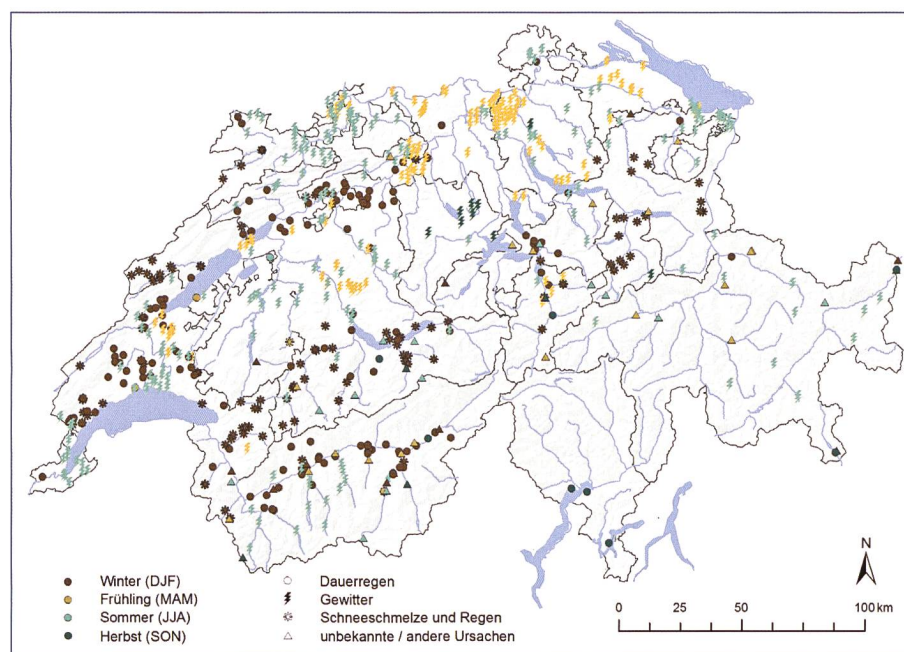 N
Winter (DJF)
Frühling (MAM)
Sommer (JJA)
Herbst (SON)
Dauerregen
Gewitter
Schneeschmelze und Regen
unbekannte / andere Ursachen
0 25 50 100 km